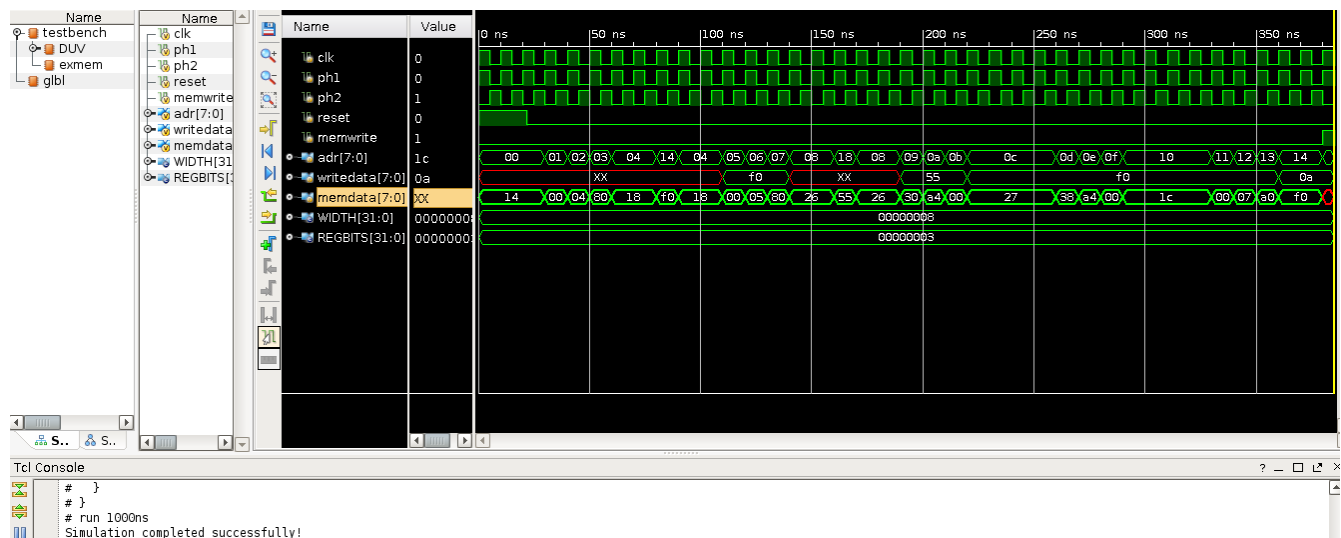 Name
testbench
DUV
exmem
glbl
S..
S..
Name
clk
ph1
ph2
reset
memwrite
adr[7:0]
writedata
memdata
WIDTH[31
REGBITS[
Name Value
clk 0
ph1 0
ph2 1
reset 0
memwrite 1
adr[7:0] 1c
writedata[7:0] 0a
memdata[7:0] XX
WIDTH[31:0] 00000008
REGBITS[31:0] 0000000
0 ns 50 ns 100 ns 150 ns 200 ns 250 ns 300 ns 350 ns
00 01 02 03 04 14 04 05 06 07 08 18 08 09 0a 0b 0c 0d 0e 0f 10 11 12 13 14
XX f0 XX 55 f0 0a
14 00 04 80 18 f0 18 00 05 80 26 55 26 30 a4 00 27 38 a4 00 1c 00 07 a0 f0
00000008
00000003
Tcl Console
# }
# }
# run 1000ns
Simulation completed successfully!